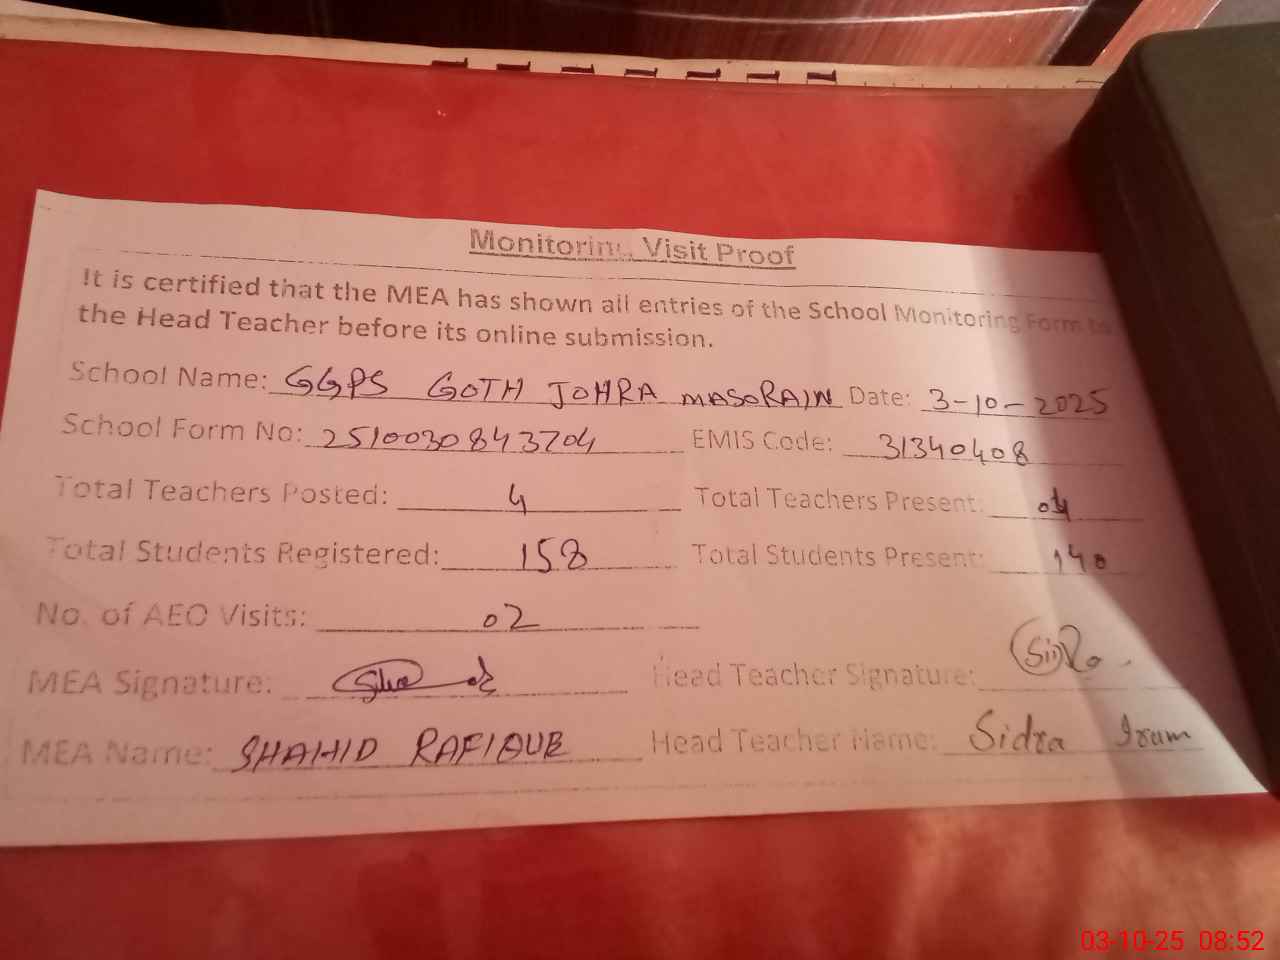 Monitoring Visit Proof
It is certified that the MEA has shown all entries of the School Monitoring Form to
the Head Teacher before its online submission.
School Name: GGPS GOTH JOHRA MASORAIN Date: 3-10-2025
School Form No: 2510030843704 EMIS Code: 31340408
Total Teachers Posted: 4 Total Teachers Present: 04
Total Students Registered: 158 Total Students Present: 140
No. of AEO Visits: 02
MEA Signature: Head Teacher Signature:
MEA Name: SHAHID RAFIQUE Head Teacher Name: Sidra Irum
03-10-25 08:52